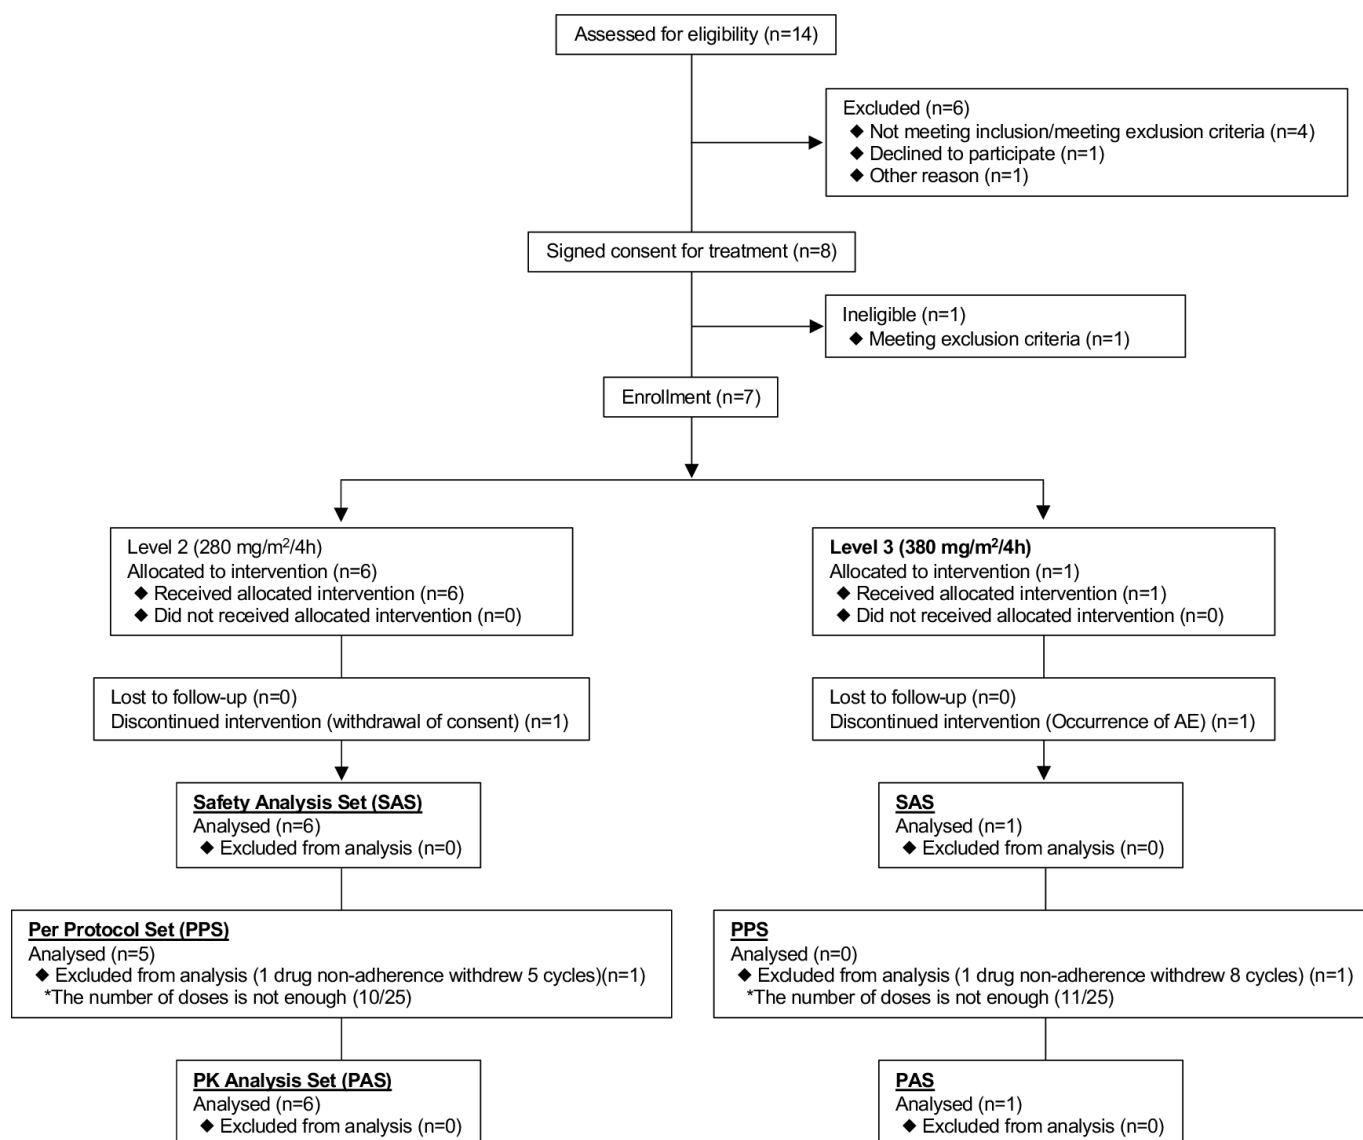 Assessed for eligibility (n=14)
Excluded (n=6)
◆ Not meeting inclusion/meeting exclusion criteria (n=4)
◆ Declined to participate (n=1)
◆ Other reason (n=1)
Signed consent for treatment (n=8)
Ineligible (n=1)
◆ Meeting exclusion criteria (n=1)
Enrollment (n=7)
Level 2 (280 mg/m²/4h)
Allocated to intervention (n=6)
◆ Received allocated intervention (n=6)
◆ Did not received allocated intervention (n=0)
Level 3 (380 mg/m²/4h)
Allocated to intervention (n=1)
◆ Received allocated intervention (n=1)
◆ Did not received allocated intervention (n=0)
Lost to follow-up (n=0)
Discontinued intervention (withdrawal of consent) (n=1)
Lost to follow-up (n=0)
Discontinued intervention (Occurrence of AE) (n=1)
Safety Analysis Set (SAS)
Analysed (n=6)
◆ Excluded from analysis (n=0)
SAS
Analysed (n=1)
◆ Excluded from analysis (n=0)
Per Protocol Set (PPS)
Analysed (n=5)
◆ Excluded from analysis (1 drug non-adherence withdrew 5 cycles)(n=1)
*The number of doses is not enough (10/25)
PPS
Analysed (n=0)
◆ Excluded from analysis (1 drug non-adherence withdrew 8 cycles) (n=1)
*The number of doses is not enough (11/25)
PK Analysis Set (PAS)
Analysed (n=6)
◆ Excluded from analysis (n=0)
PAS
Analysed (n=1)
◆ Excluded from analysis (n=0)